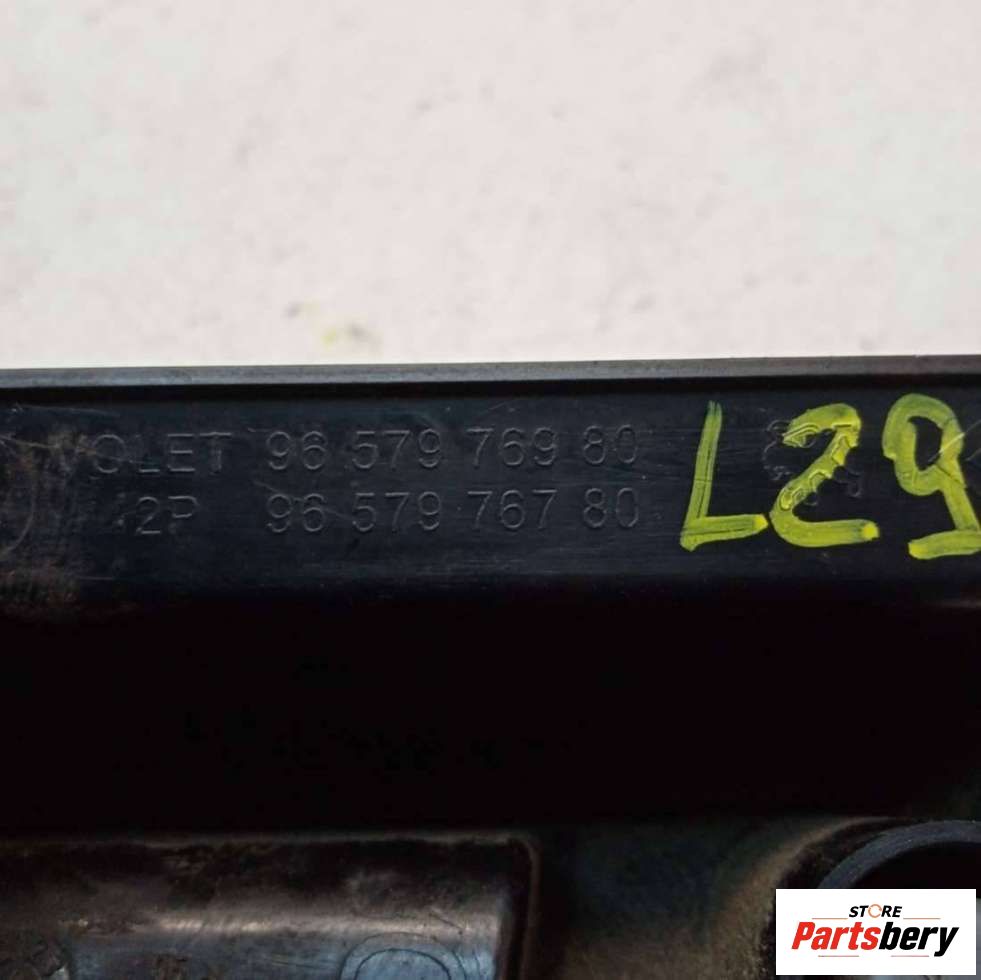 OLET 96 579 769 80
2P 96 579 767 80
L29
STORE
Partsbery